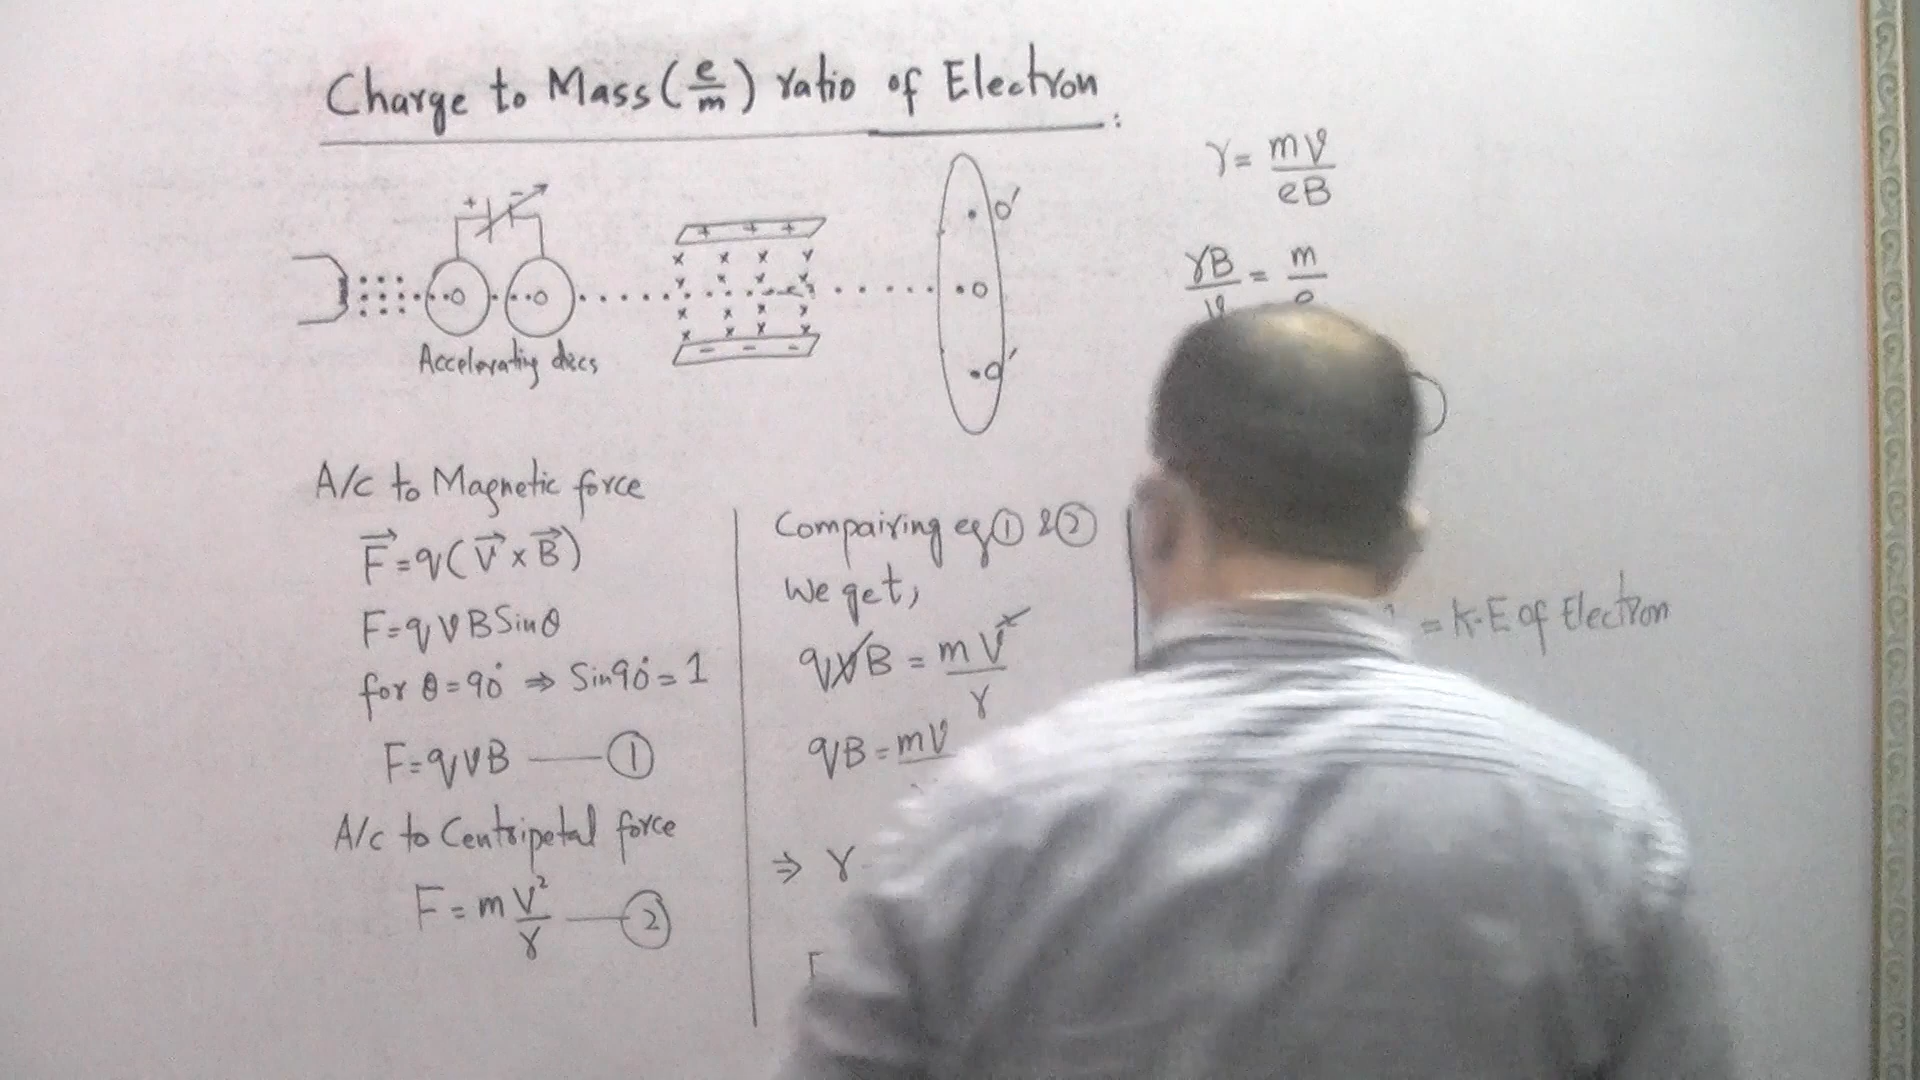 Charge to Mass (e/m) ratio of Electron :
+ -
+ + +
x x x x
x x x x
x x x x
x x x x
- - -
O O
O'
O
O'
Accelerating discs
A/c to Magnetic force
F = q(V × B)
F = qVBSinθ
for θ = 90° ⇒ Sin90° = 1
F = qVB —— ①
A/c to Centripetal force
F = mV²/r —— ②
Compairing eq ① & ②
We get,
qVB = mV²/r
qB = mV
⇒ r
r = mV/eB
rB/V = m/e
= K.E of Electron